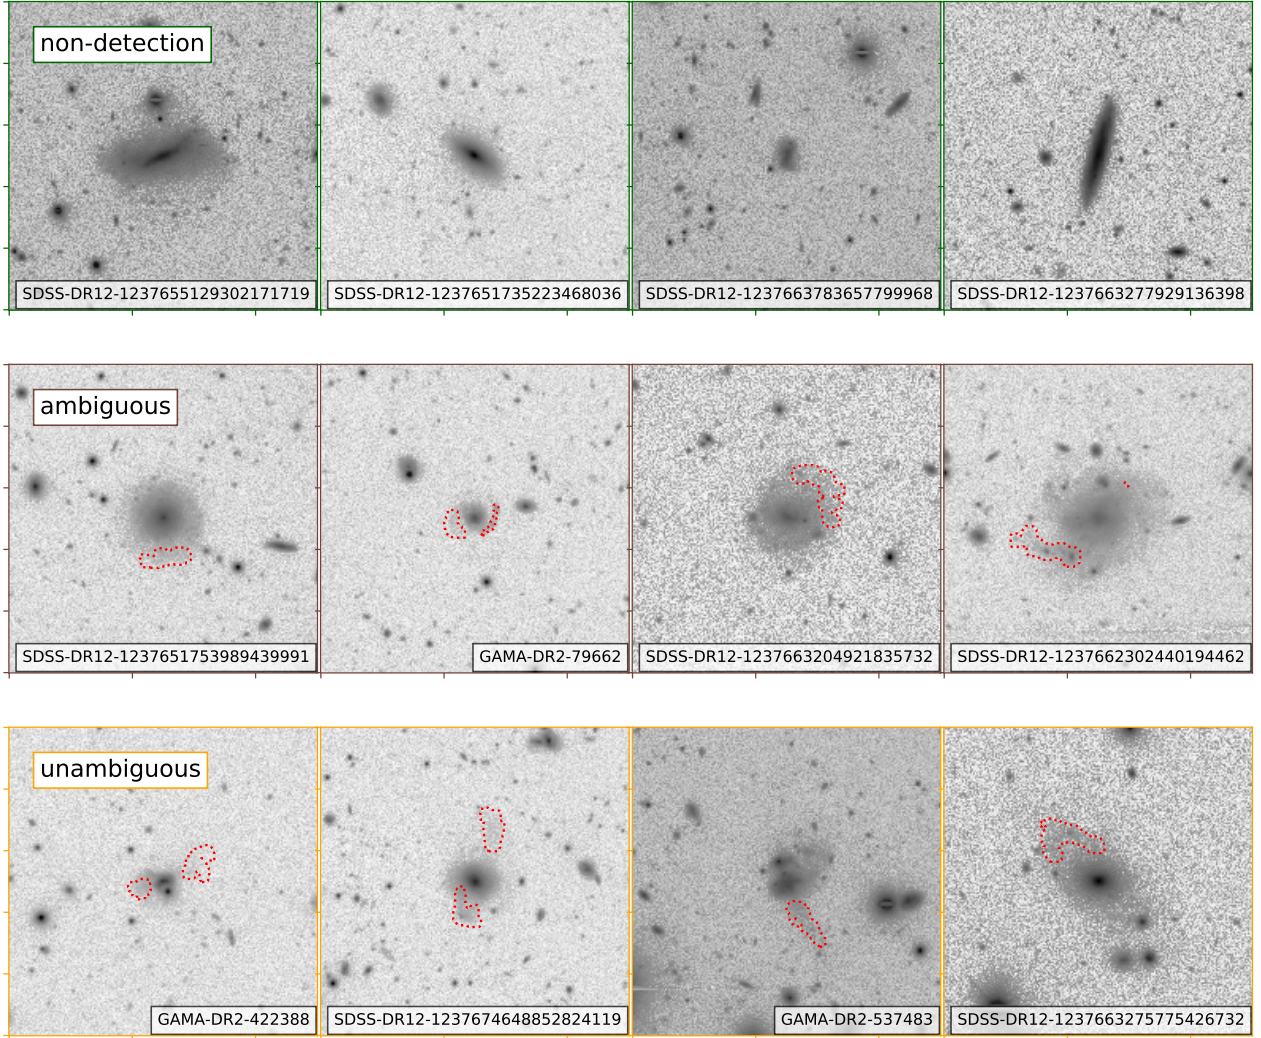 non-detection
SDSS-DR12-1237655129302171719
SDSS-DR12-1237651735223468036
SDSS-DR12-1237663783657799968
SDSS-DR12-1237663277929136398
ambiguous
SDSS-DR12-1237651753989439991
GAMA-DR2-79662
SDSS-DR12-1237663204921835732
SDSS-DR12-1237662302440194462
unambiguous
GAMA-DR2-422388
SDSS-DR12-1237674648852824119
GAMA-DR2-537483
SDSS-DR12-1237663275775426732